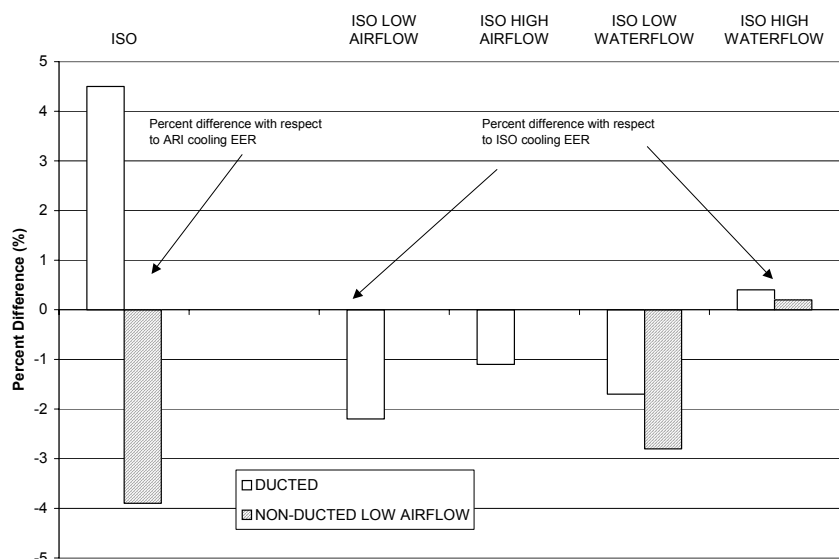 ISO
ISO LOW
AIRFLOW
ISO HIGH
AIRFLOW
ISO LOW
WATERFLOW
ISO HIGH
WATERFLOW
Percent difference with respect
to ARI cooling EER
Percent difference with respect
to ISO cooling EER
Percent Difference (%)
5
4
3
2
1
0
-1
-2
-3
-4
-5
DUCTED
NON-DUCTED LOW AIRFLOW